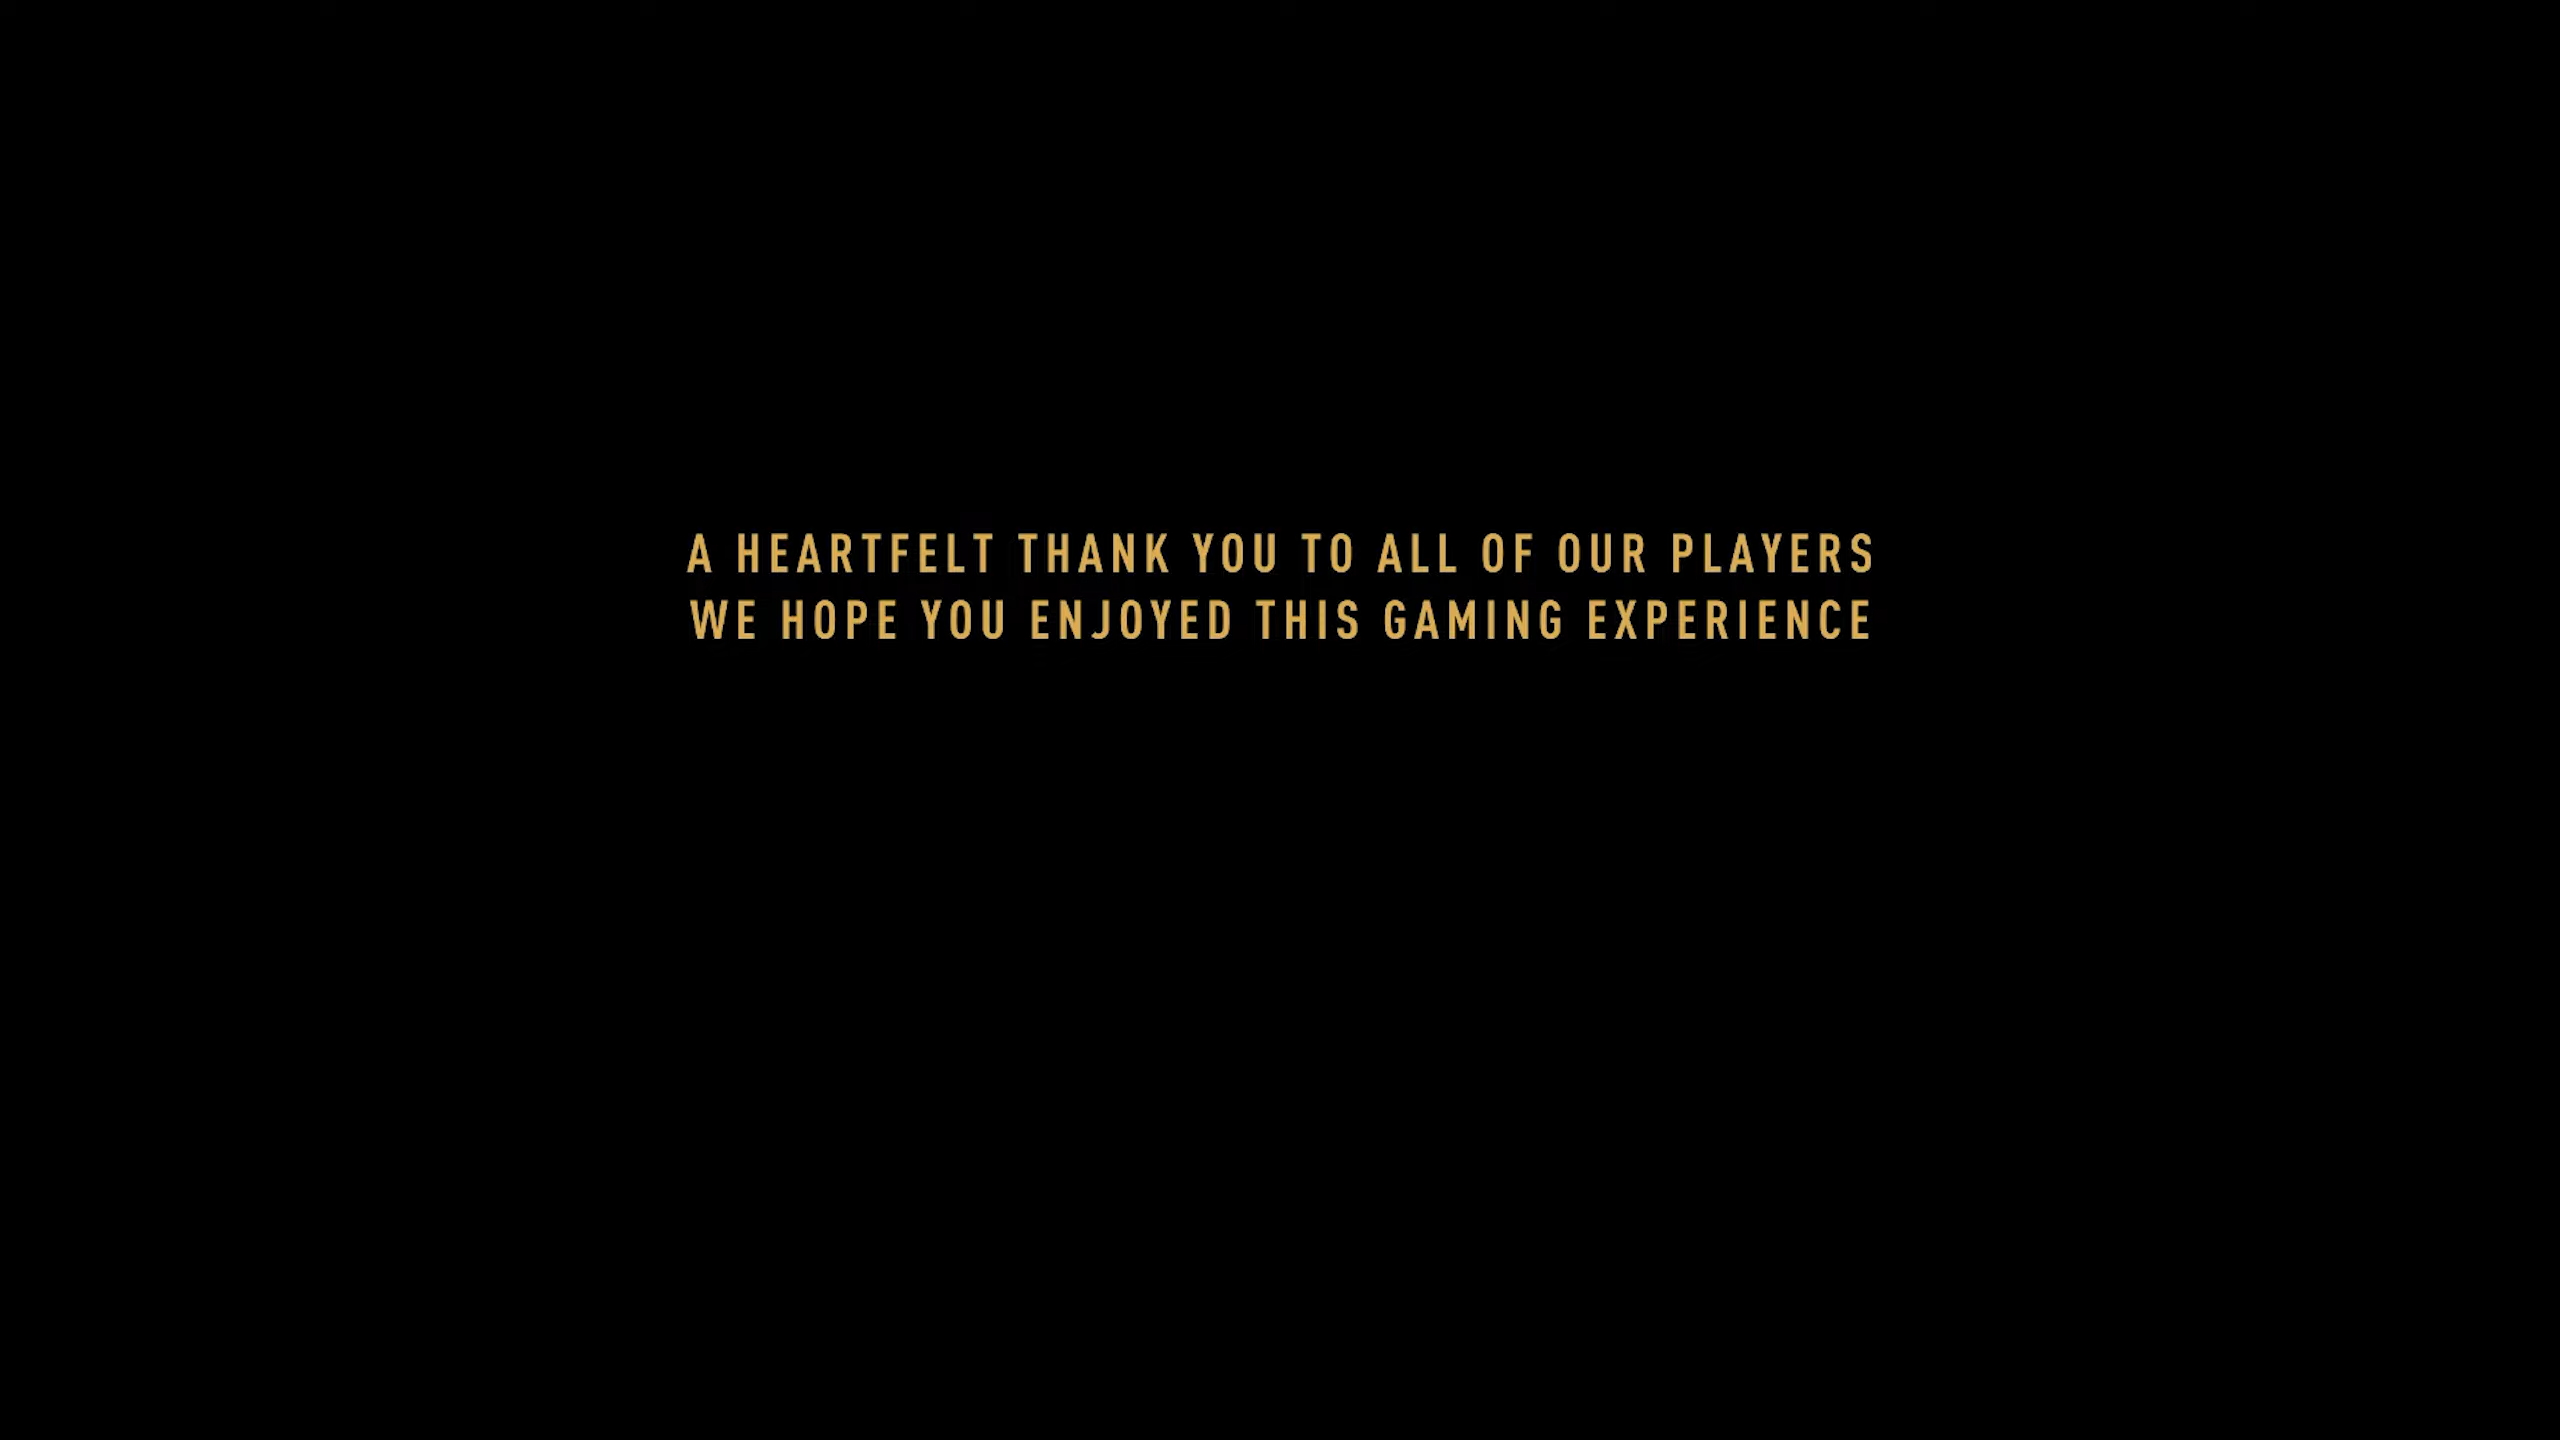 A HEARTFELT THANK YOU TO ALL OF OUR PLAYERS
WE HOPE YOU ENJOYED THIS GAMING EXPERIENCE